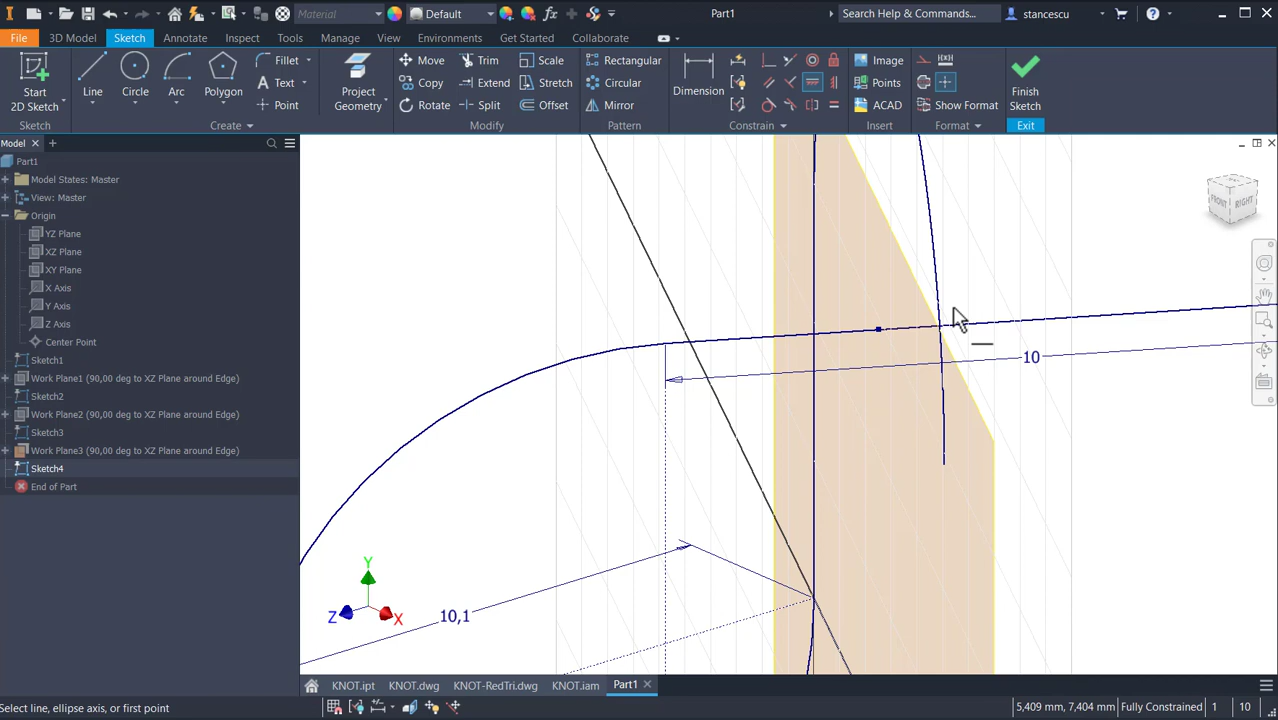 Material
Default
Part1
Search Help & Commands...
stancescu
File
3D Model
Sketch
Annotate
Inspect
Tools
Manage
View
Environments
Get Started
Collaborate
Start
2D Sketch
Line
Circle
Arc
Polygon
Fillet
Text
Point
Project
Geometry
Move
Copy
Rotate
Trim
Extend
Split
Scale
Stretch
Offset
Rectangular
Circular
Mirror
Dimension
Image
Points
ACAD
Show Format
Finish
Sketch
Sketch
Create
Modify
Pattern
Constrain
Insert
Format
Exit
Model
Part1
Model States: Master
View: Master
Origin
YZ Plane
XZ Plane
XY Plane
X Axis
Y Axis
Z Axis
Center Point
Sketch1
Work Plane1 (90,00 deg to XZ Plane around Edge)
Sketch2
Work Plane2 (90,00 deg to XZ Plane around Edge)
Sketch3
Work Plane3 (90,00 deg to XZ Plane around Edge)
Sketch4
End of Part
FRONT
RIGHT
10
10,1
Y
Z
X
KNOT.ipt
KNOT.dwg
KNOT-RedTri.dwg
KNOT.iam
Part1
Select line, ellipse axis, or first point
5,409 mm, 7,404 mm
Fully Constrained
1
10